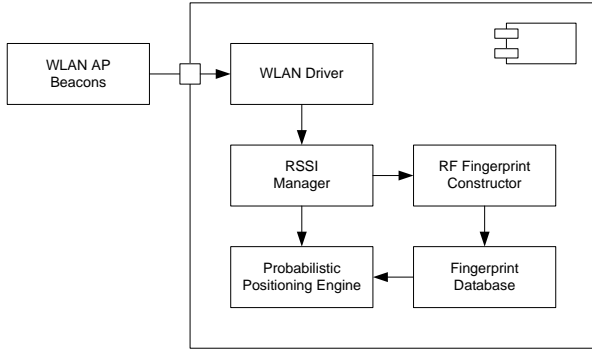 WLAN AP
Beacons
WLAN Driver
RSSI
Manager
RF Fingerprint
Constructor
Probabilistic
Positioning Engine
Fingerprint
Database